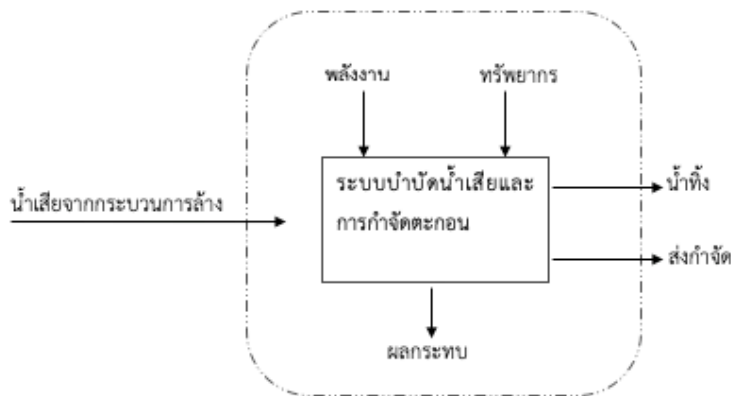 พลังงาน
ทรัพยากร
น้ำเสียจากกระบวนการล้าง
ระบบบำบัดน้ำเสียและ
การกำจัดตะกอน
น้ำทิ้ง
ส่งกำจัด
ผลกระทบ